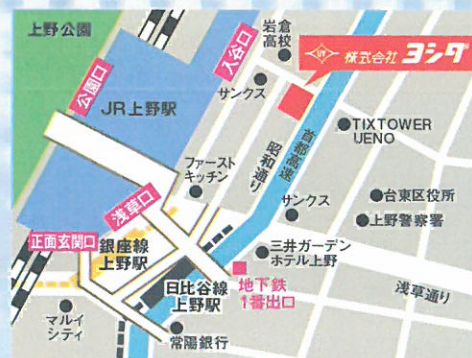 上野公園
公園口
JR上野駅
入谷口
岩倉
高校
サンクス
株式会社 ヨシダ
TIXTOWER
UENO
首都高速
昭和通り
ファースト
キッチン
浅草口
サンクス
台東区役所
上野警察署
正面玄関口
銀座線
上野駅
三井ガーデン
ホテル上野
日比谷線
上野駅
地下鉄
1番出口
浅草通り
マルイ
シティ
常陽銀行